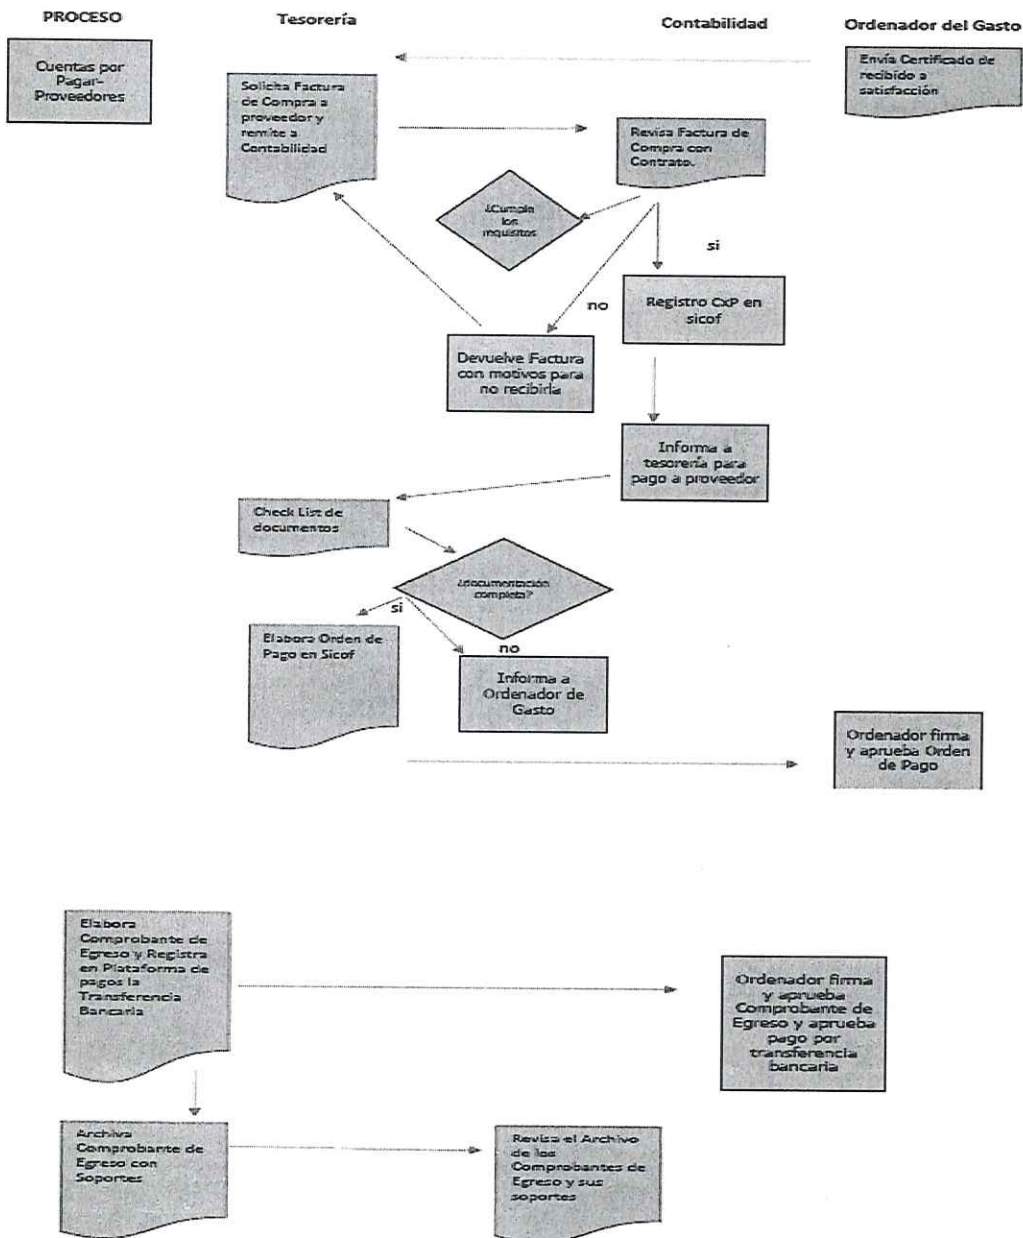 PROCESO
Tesorería
Contabilidad
Ordenador del Gasto
Cuentas por
Pagar-
Proveedores
Envía Certificado de
recibido a
satisfacción
Solicita Factura
de Compra a
proveedor y
remite a
Contabilidad
Revisa Factura de
Compra con
Contrato.
¿Cumple
los
requisitos
si
no
Registro CxP en
sicof
Devuelve Factura
con motivos para
no recibirla
Informa a
tesorería para
pago a proveedor
Check List de
documentos
¿documentación
completa?
si
no
Elabora Orden de
Pago en Sicof
Informa a
Ordenador de
Gasto
Ordenador firma
y aprueba Orden
de Pago
Elabora
Comprobante de
Egreso y Registra
en Plataforma de
pagos la
Transferencia
Bancaria
Ordenador firma
y aprueba
Comprobante de
Egreso y aprueba
pago por
transferencia
bancaria
Archiva
Comprobante de
Egreso con
Soportes
Revisa el Archivo
de los
Comprobantes de
Egreso y sus
soportes